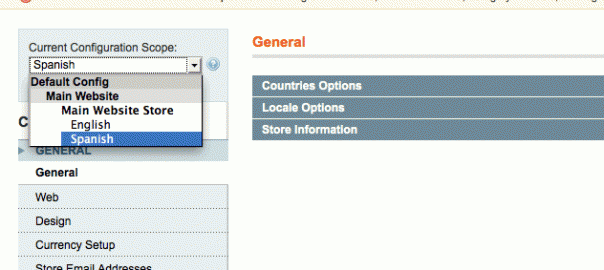 Current Configuration Scope:
Spanish
Default Config
Main Website
Main Website Store
English
Spanish
C
GENERAL
General
Web
Design
Currency Setup
Store Email Addresses
General
Countries Options
Locale Options
Store Information